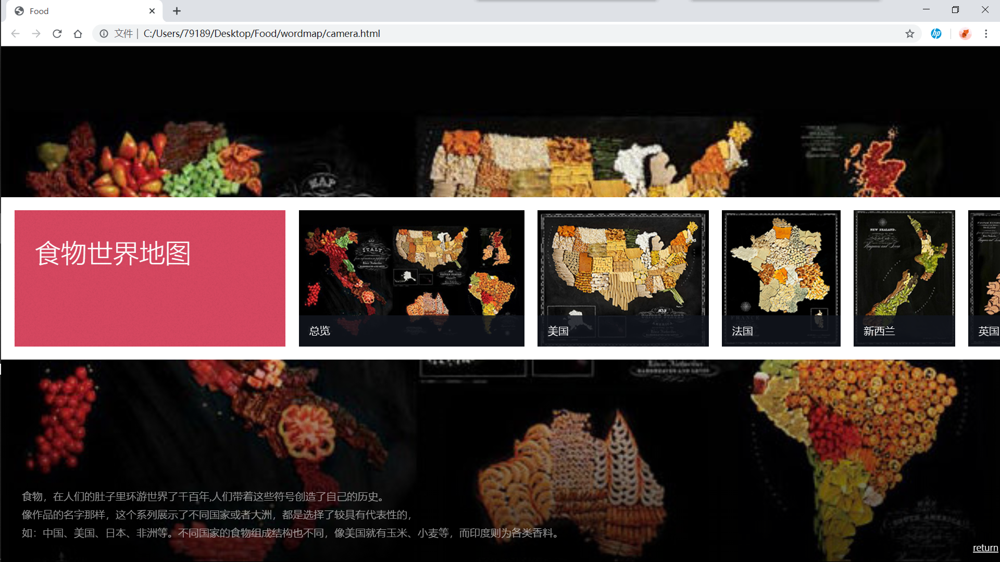 Food
文件 | C:/Users/79189/Desktop/Food/wordmap/camera.html
hp
MAP
食物世界地图
ITALY
总览
美国
法国
NEW ZEALAND.
新西兰
英国
食物，在人们的肚子里环游世界了千百年,人们带着这些符号创造了自己的历史。
像作品的名字那样，这个系列展示了不同国家或者大洲，都是选择了较具有代表性的，
如：中国、美国、日本、非洲等。不同国家的食物组成结构也不同，像美国就有玉米、小麦等，而印度则为各类香料。
return